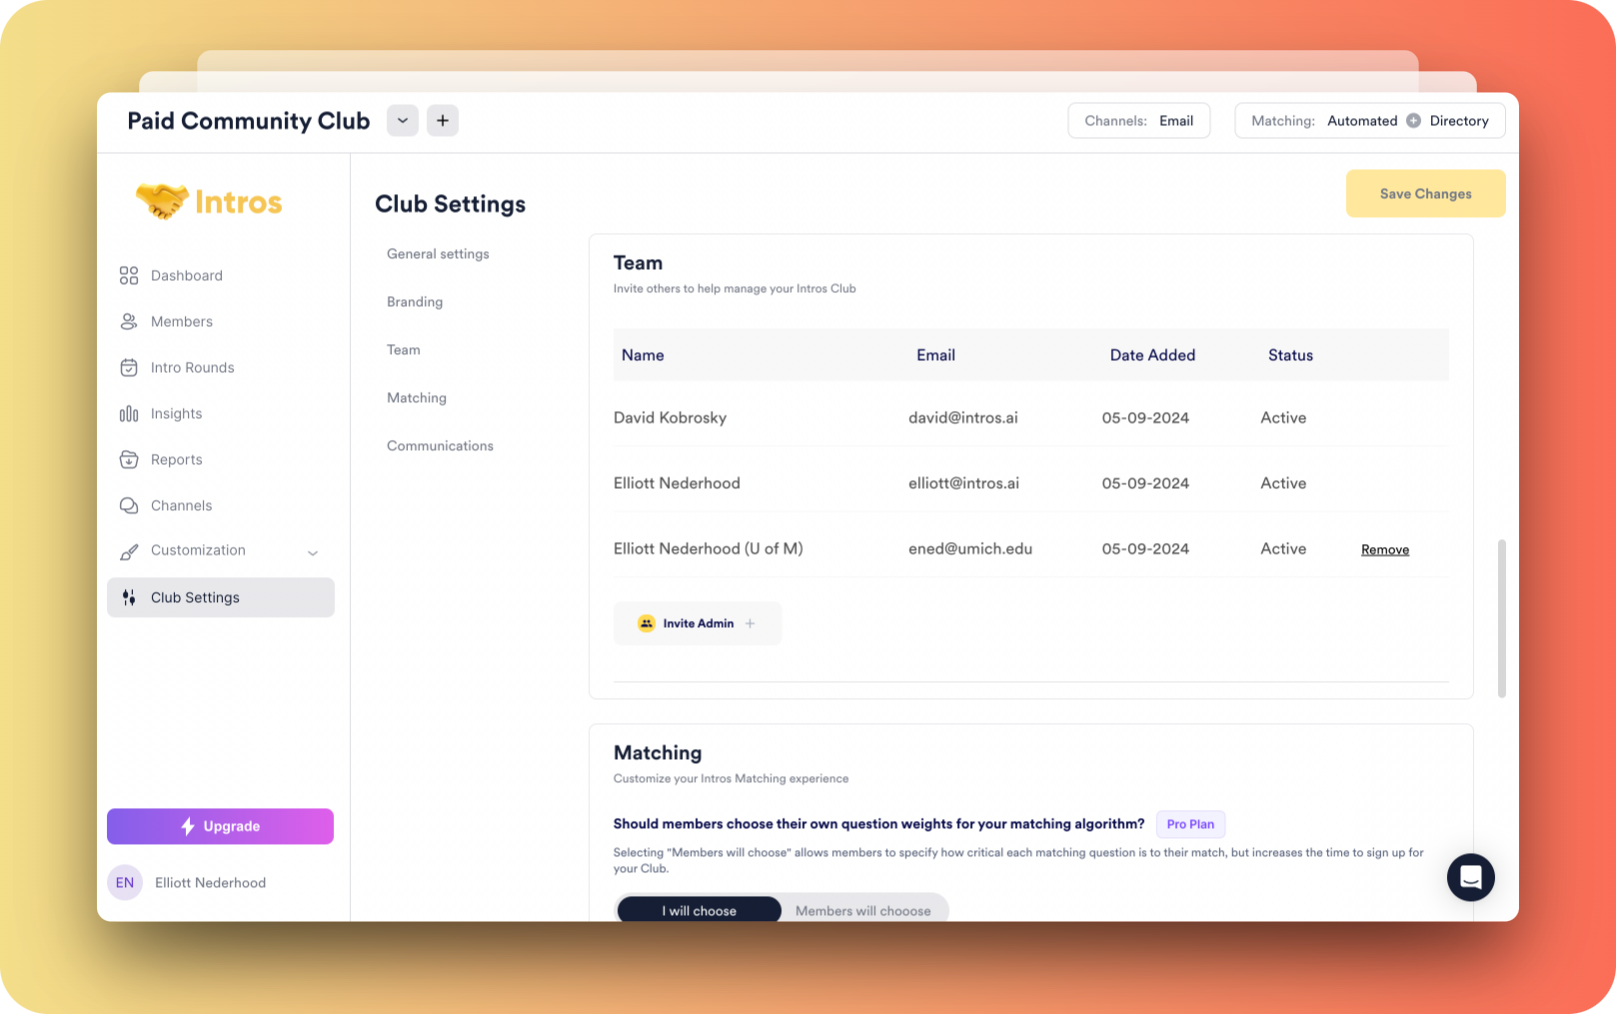 Paid Community Club
Channels: Email
Matching: Automated Directory
Intros
Dashboard
Members
Intro Rounds
Insights
Reports
Channels
Customization
Club Settings
Upgrade
EN Elliott Nederhood
Club Settings
Save Changes
General settings
Branding
Team
Matching
Communications
Team
Invite others to help manage your Intros Club
Name Email Date Added Status
David Kobrosky david@intros.ai 05-09-2024 Active
Elliott Nederhood elliott@intros.ai 05-09-2024 Active
Elliott Nederhood (U of M) ened@umich.edu 05-09-2024 Active Remove
Invite Admin +
Matching
Customize your Intros Matching experience
Should members choose their own question weights for your matching algorithm? Pro Plan
Selecting "Members will choose" allows members to specify how critical each matching question is to their match, but increases the time to sign up for
your Club.
I will choose Members will chooose